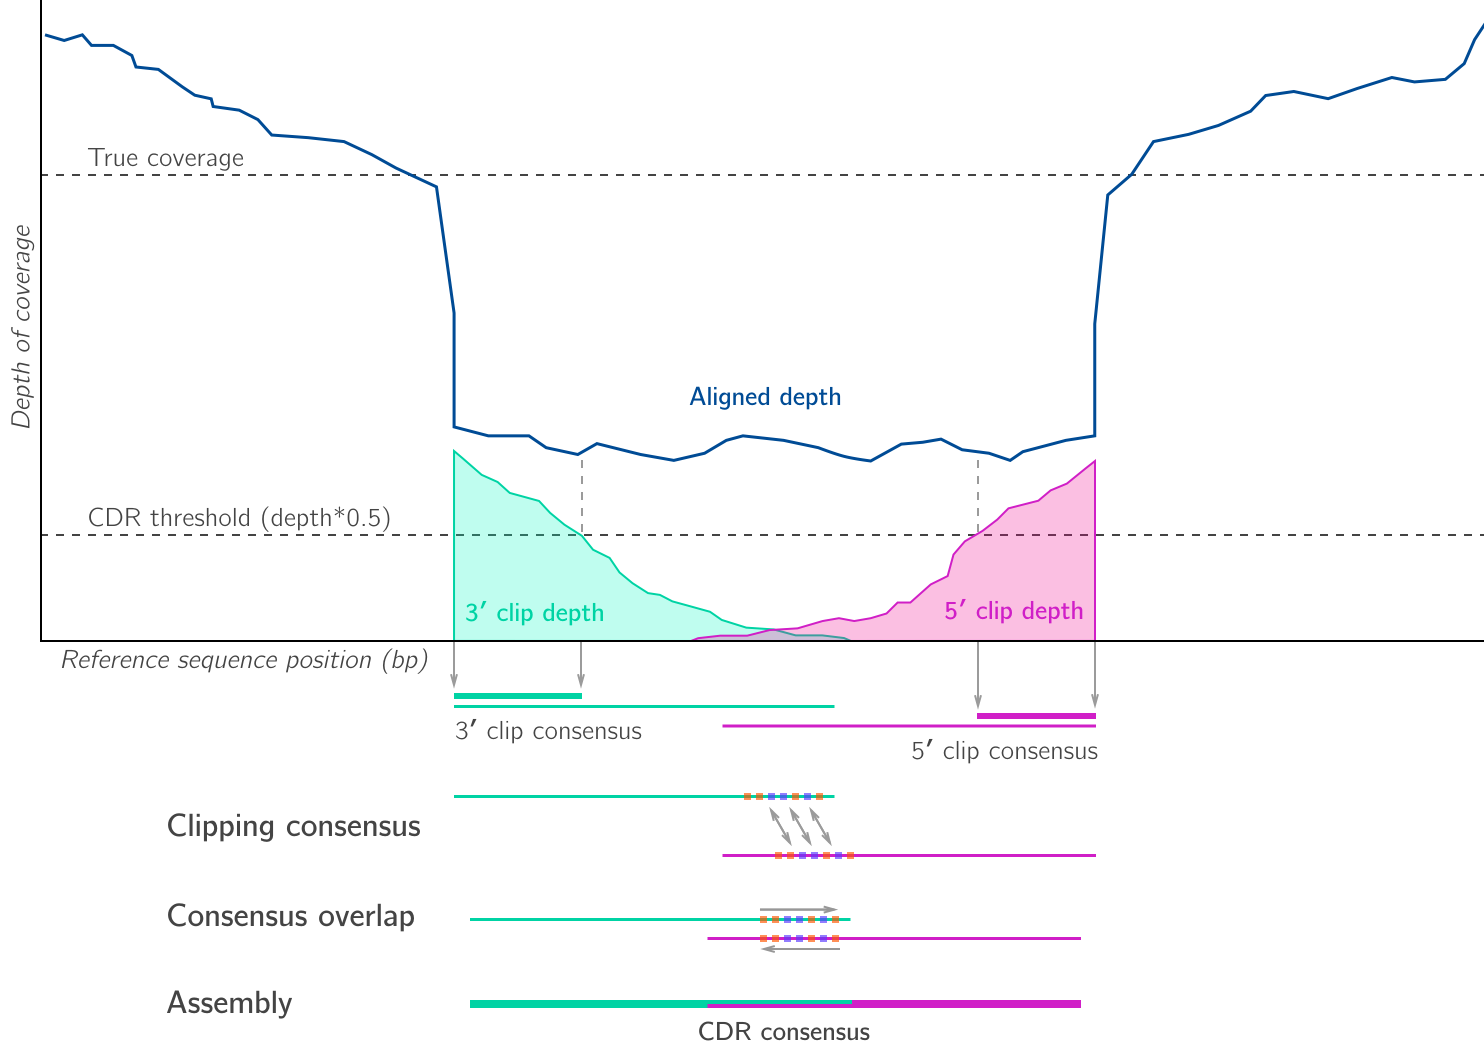 True coverage
Depth of coverage
Aligned depth
CDR threshold (depth*0.5)
3′ clip depth
5′ clip depth
Reference sequence position (bp)
3′ clip consensus
5′ clip consensus
Clipping consensus
Consensus overlap
Assembly
CDR consensus